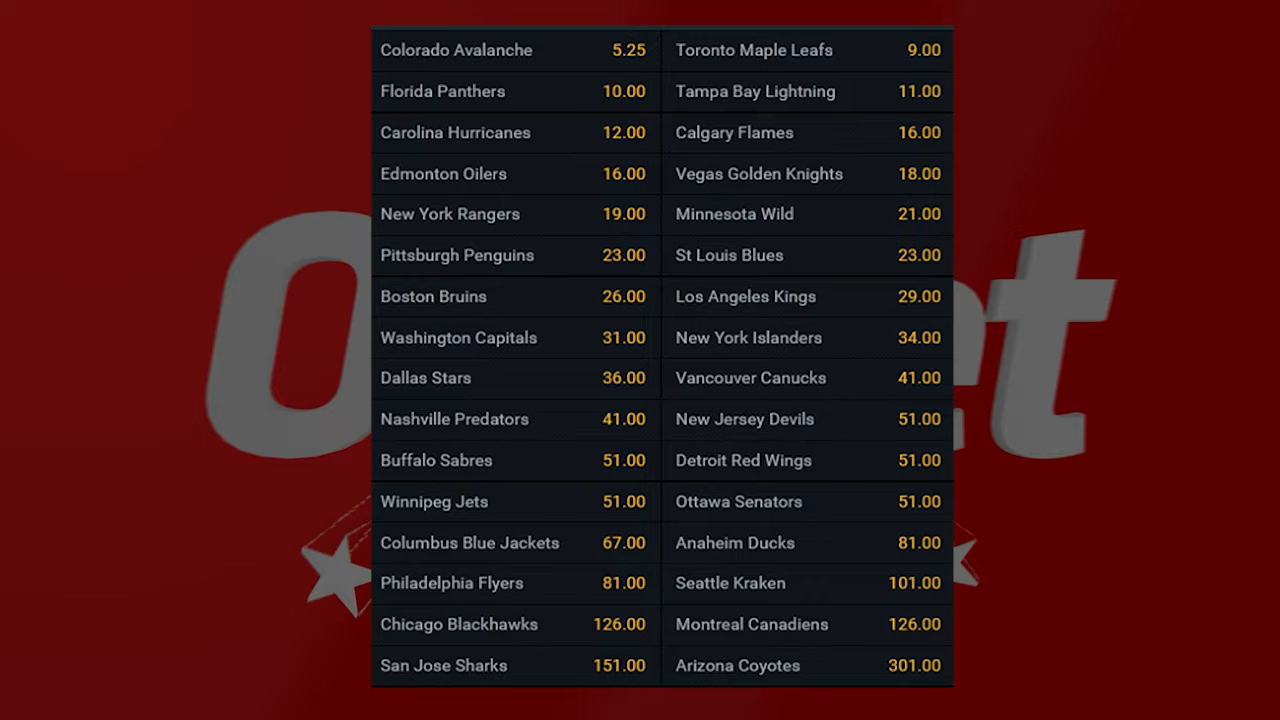 Colorado Avalanche 5.25 Toronto Maple Leafs 9.00
Florida Panthers 10.00 Tampa Bay Lightning 11.00
Carolina Hurricanes 12.00 Calgary Flames 16.00
Edmonton Oilers 16.00 Vegas Golden Knights 18.00
New York Rangers 19.00 Minnesota Wild 21.00
Pittsburgh Penguins 23.00 St Louis Blues 23.00
Boston Bruins 26.00 Los Angeles Kings 29.00
Washington Capitals 31.00 New York Islanders 34.00
Dallas Stars 36.00 Vancouver Canucks 41.00
Nashville Predators 41.00 New Jersey Devils 51.00
Buffalo Sabres 51.00 Detroit Red Wings 51.00
Winnipeg Jets 51.00 Ottawa Senators 51.00
Columbus Blue Jackets 67.00 Anaheim Ducks 81.00
Philadelphia Flyers 81.00 Seattle Kraken 101.00
Chicago Blackhawks 126.00 Montreal Canadiens 126.00
San Jose Sharks 151.00 Arizona Coyotes 301.00